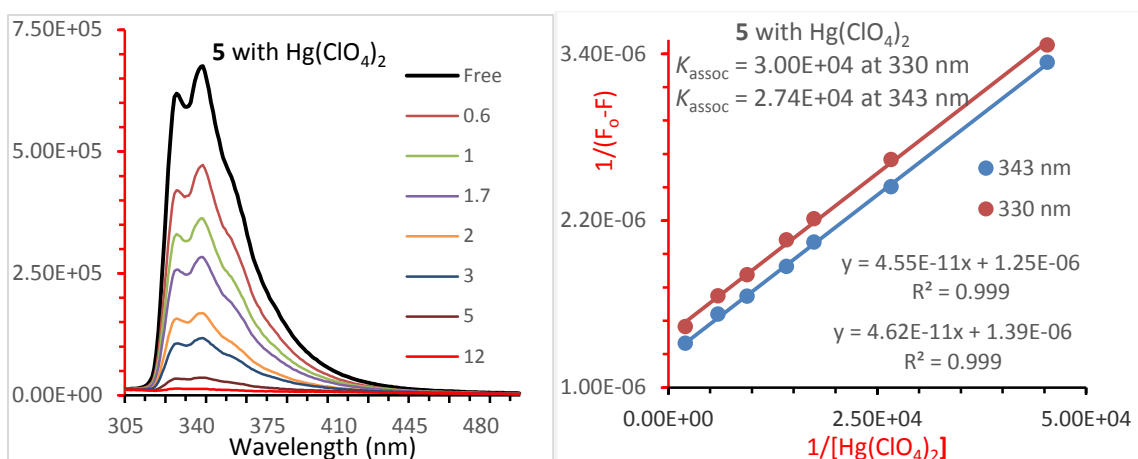 7.50E+05
5.00E+05
2.50E+05
0.00E+00
5 with Hg(ClO4)2
Free
0.6
1
1.7
2
3
5
12
305 340 375 410 445 480
Wavelength (nm)
5 with Hg(ClO4)2
Kassoc = 3.00E+04 at 330 nm
Kassoc = 2.74E+04 at 343 nm
3.40E-06
2.20E-06
1.00E-06
1/(Fo-F)
343 nm
330 nm
y = 4.55E-11x + 1.25E-06
R² = 0.999
y = 4.62E-11x + 1.39E-06
R² = 0.999
0.00E+00 2.50E+04 5.00E+04
1/[Hg(ClO4)2]